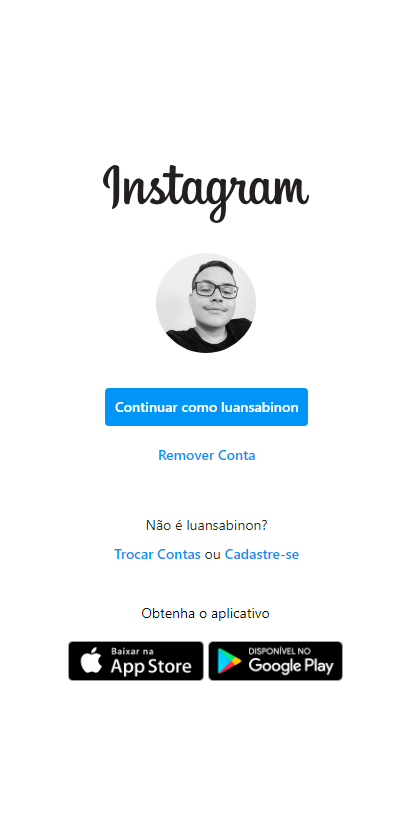 Instagram
Continuar como luansabinon
Remover Conta
Não é luansabinon?
Trocar Contas ou Cadastre-se
Obtenha o aplicativo
Baixar na
App Store
DISPONÍVEL NO
Google Play